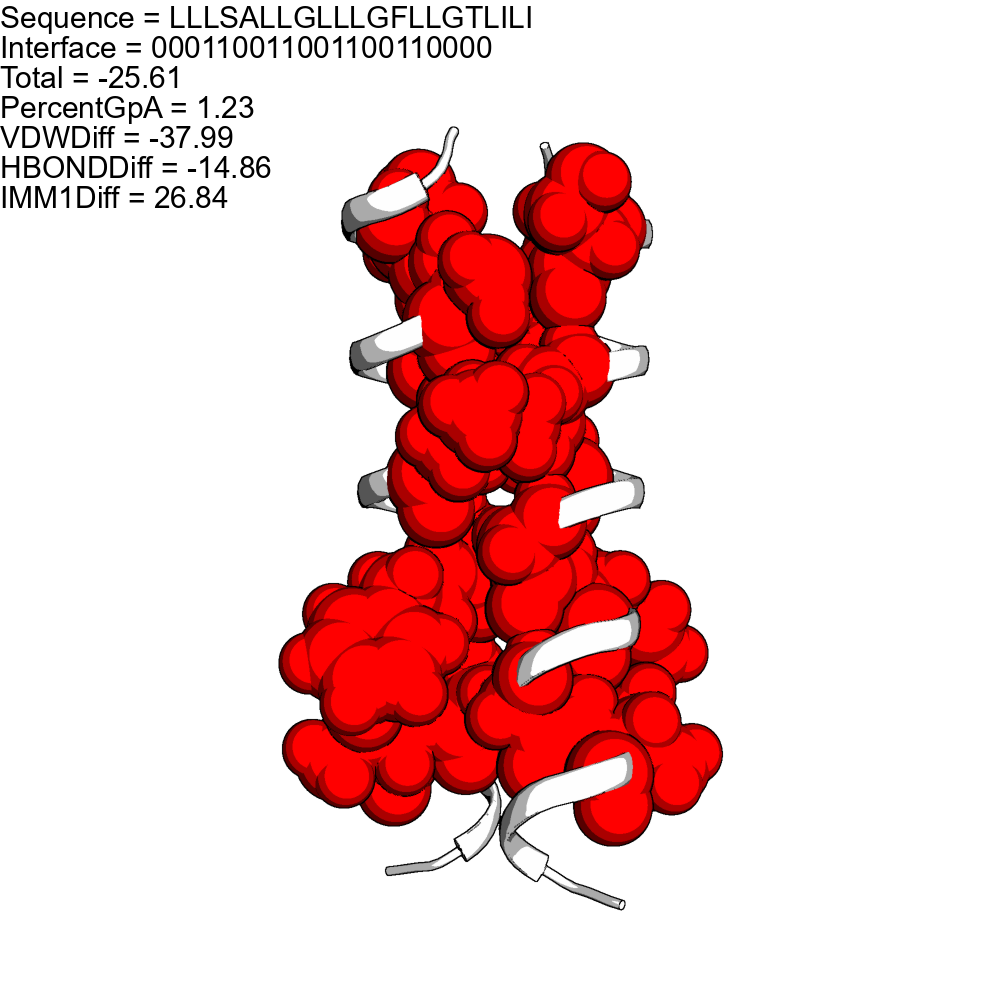 Sequence = LLLSALLGLLLGFLLGTLILI
Interface = 000110011001100110000
Total = -25.61
PercentGpA = 1.23
VDWDiff = -37.99
HBONDDiff = -14.86
IMM1Diff = 26.84